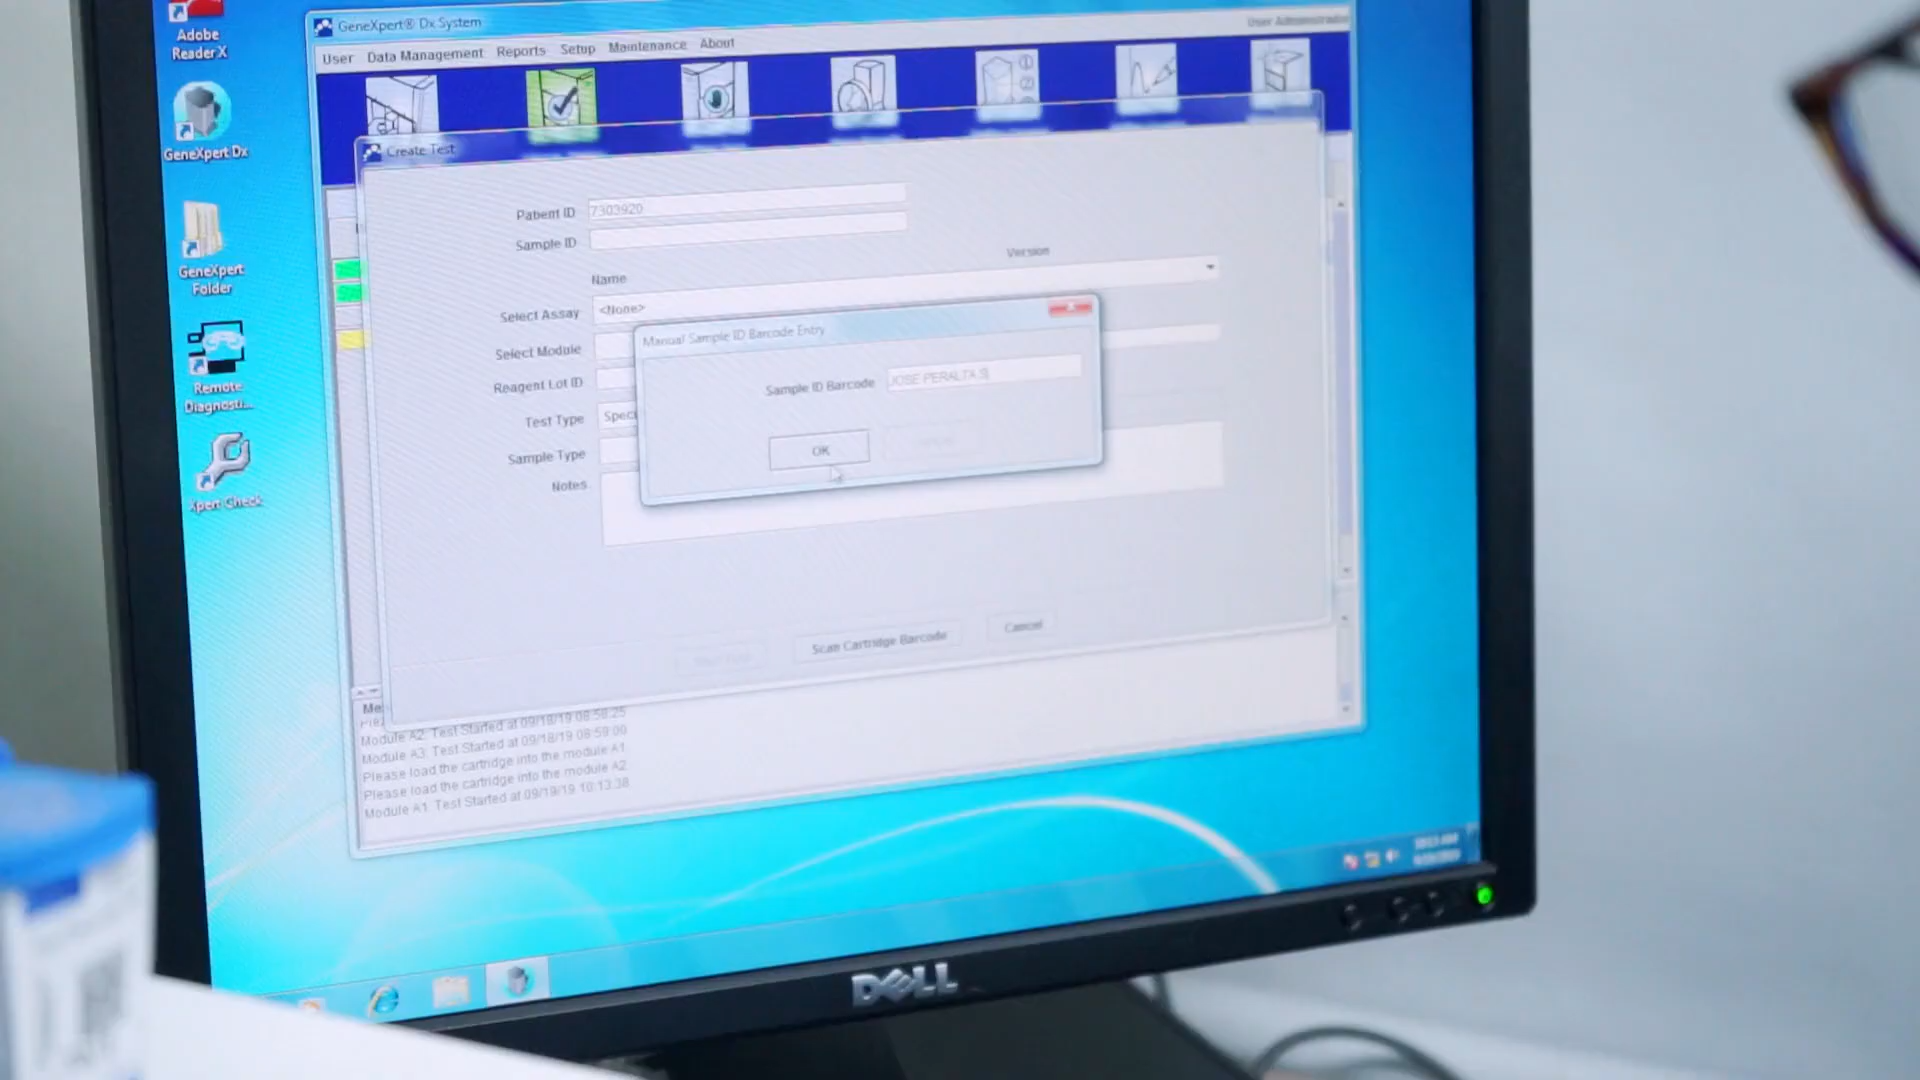 Adobe
Reader X
GeneXpert Dx
GeneXpert
Folder
Remote
Diagnosti...
Xpert Check
GeneXpert® Dx System
User Administrator
User Data Management Reports Setup Maintenance About
Create Test
Patient ID 7303920
Sample ID
Name Version
Select Assay <None>
Select Module
Reagent Lot ID
Test Type Speci
Sample Type
Notes
Manual Sample ID Barcode Entry
Sample ID Barcode JOSE PERALTA S
OK
Scan Cartridge Barcode
Cancel
Me
Module A2: Test Started at 09/18/19 08:58:25
Module A3: Test Started at 09/18/19 08:59:09
Please load the cartridge into the module A1
Please load the cartridge into the module A2
Module A1: Test Started at 09/19/19 10:13:38
DELL